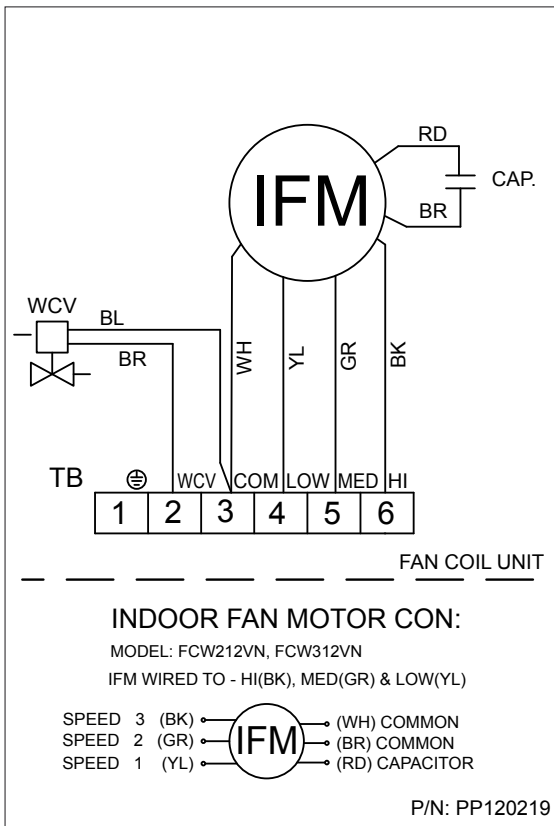 RD
IFM
CAP.
BR
WCV
BL
BR
WH
YL
GR
BK
TB
WCV COM LOW MED HI
1 2 3 4 5 6
FAN COIL UNIT
INDOOR FAN MOTOR CON:
MODEL: FCW212VN, FCW312VN
IFM WIRED TO - HI(BK), MED(GR) & LOW(YL)
SPEED 3 (BK)
SPEED 2 (GR)
SPEED 1 (YL)
IFM
(WH) COMMON
(BR) COMMON
(RD) CAPACITOR
P/N: PP120219